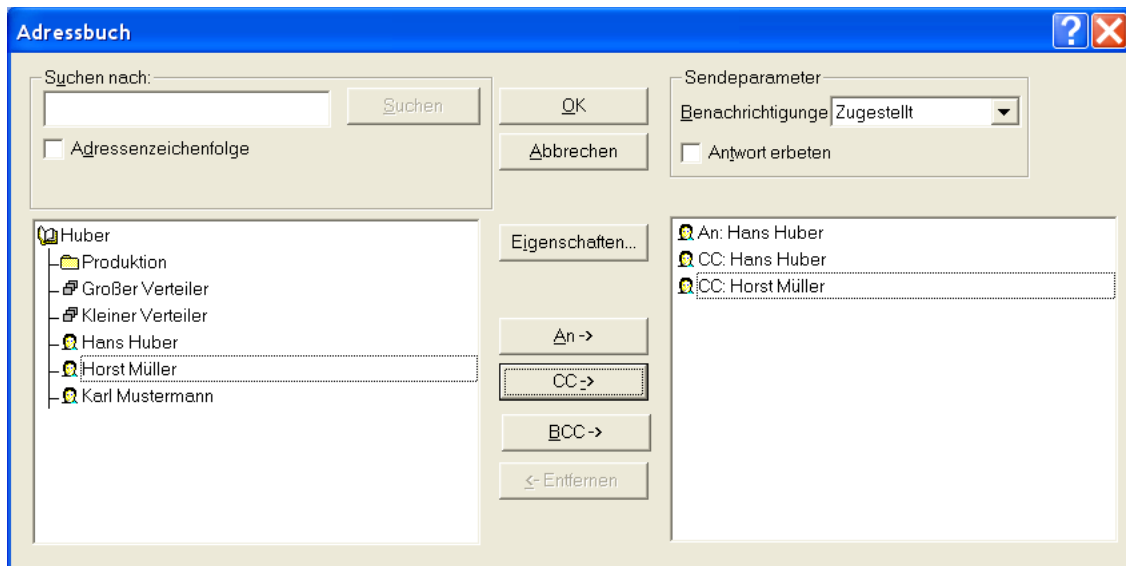 Adressbuch
Suchen nach:
Suchen
Adressenzeichenfolge
OK
Abbrechen
Sendeparameter
Benachrichtigunge Zugestellt
Antwort erbeten
Huber
Produktion
Großer Verteiler
Kleiner Verteiler
Hans Huber
Horst Müller
Karl Mustermann
Eigenschaften...
An ->
CC ->
BCC ->
<- Entfernen
An: Hans Huber
CC: Hans Huber
CC: Horst Müller